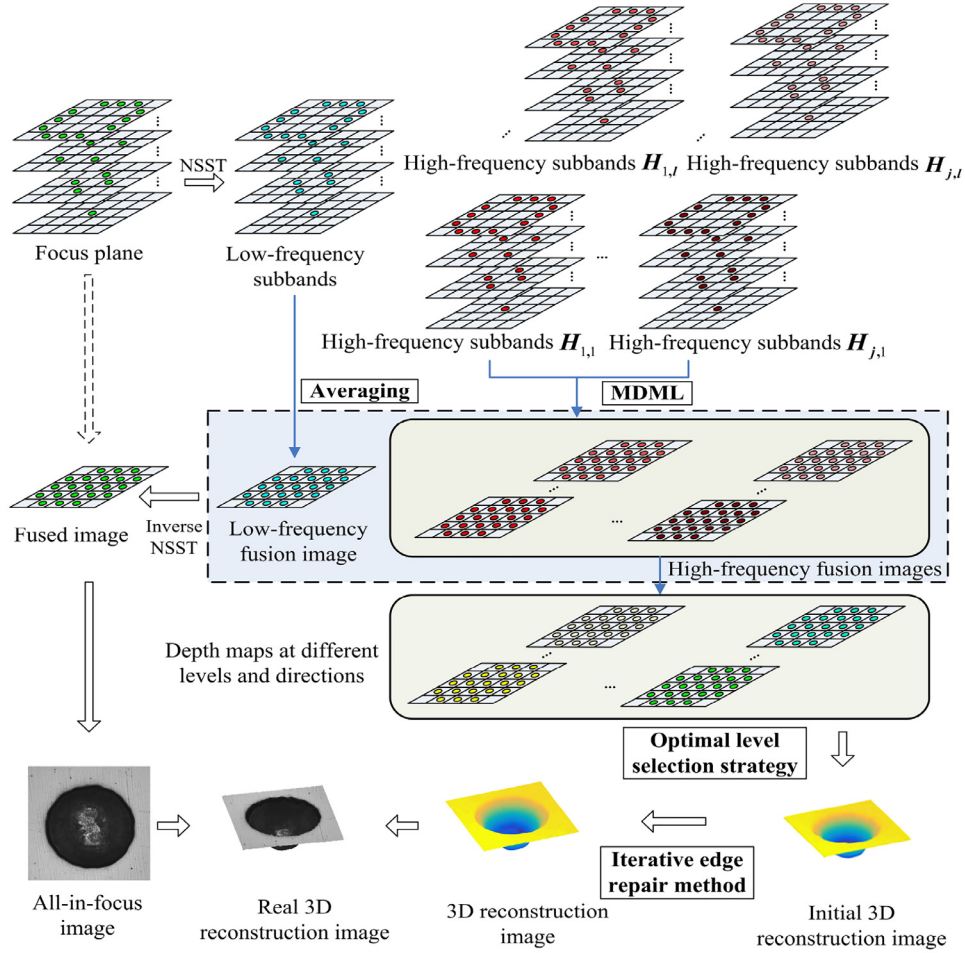 NSST
Focus plane
Low-frequency
subbands
High-frequency subbands H1,l
High-frequency subbands Hj,l
High-frequency subbands H1,1
High-frequency subbands Hj,1
Averaging
MDML
Fused image
Inverse
NSST
Low-frequency
fusion image
High-frequency fusion images
Depth maps at different
levels and directions
Optimal level
selection strategy
Iterative edge
repair method
All-in-focus
image
Real 3D
reconstruction image
3D reconstruction
image
Initial 3D
reconstruction image